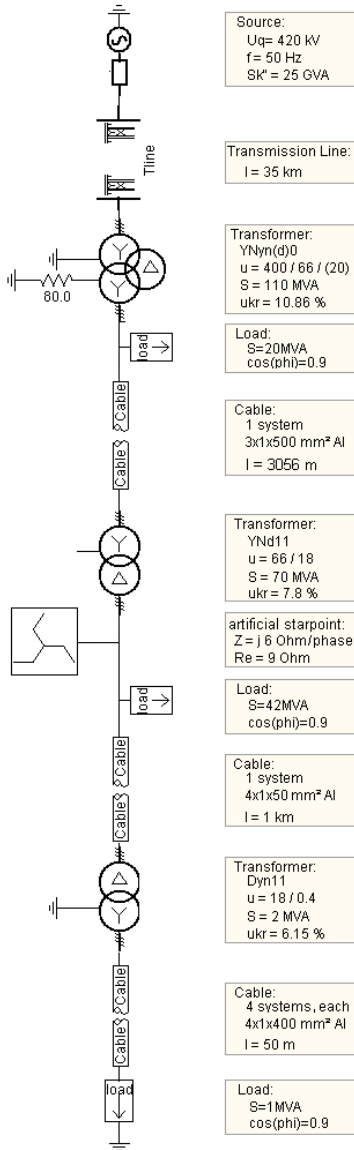 Source:
Uq= 420 kV
f = 50 Hz
Sk" = 25 GVA
Tline
Transmission Line:
l = 35 km
80.0
Transformer:
YNyn(d)0
u = 400 / 66 / (20)
S = 110 MVA
ukr = 10.86 %
load
Load:
S=20MVA
cos(phi)=0.9
Cable
Cable
Cable:
1 system
3x1x500 mm² Al
l = 3056 m
Transformer:
YNd11
u = 66 / 18
S = 70 MVA
ukr = 7.8 %
artificial starpoint:
Z = j 6 Ohm/phase
Re = 9 Ohm
load
Load:
S=42MVA
cos(phi)=0.9
Cable
Cable
Cable:
1 system
4x1x50 mm² Al
l = 1 km
Transformer:
Dyn11
u = 18 / 0.4
S = 2 MVA
ukr = 6.15 %
Cable
Cable
Cable:
4 systems, each
4x1x400 mm² Al
l = 50 m
load
Load:
S=1MVA
cos(phi)=0.9